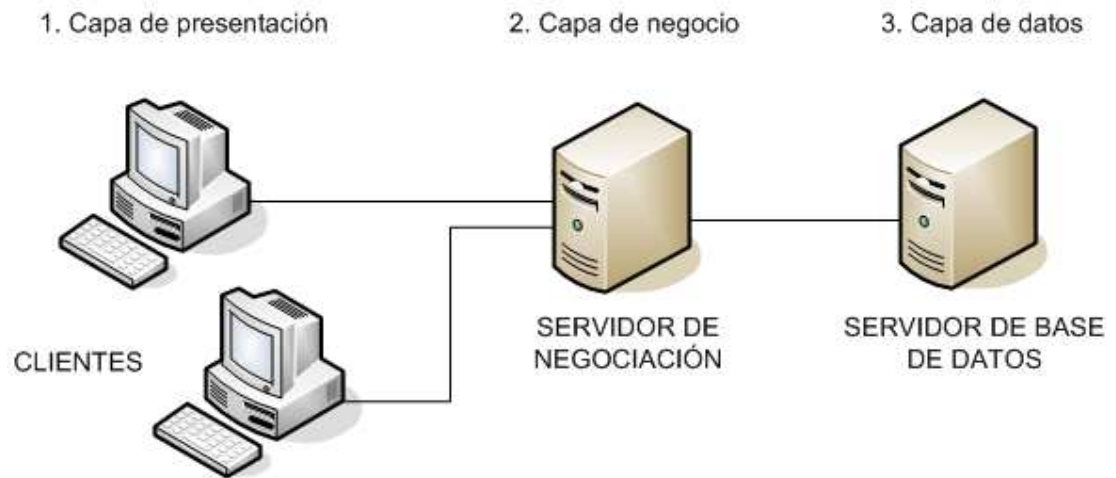 1. Capa de presentación
2. Capa de negocio
3. Capa de datos
CLIENTES
SERVIDOR DE
NEGOCIACIÓN
SERVIDOR DE BASE
DE DATOS